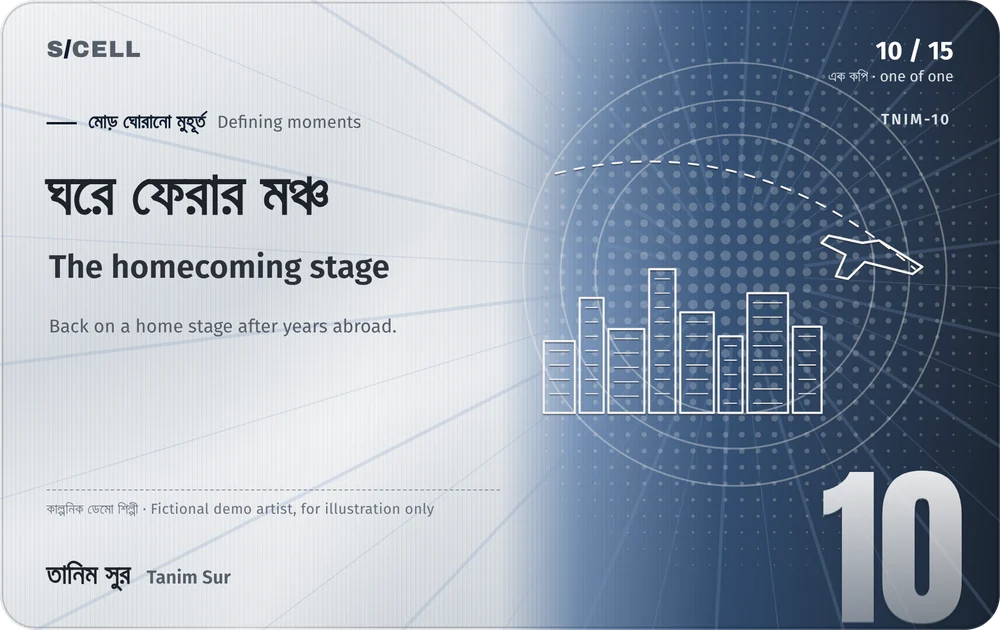 S/CELL
10 / 15
এক কপি · one of one
TNIM-10
মোড় ঘোরানো মুহূর্ত Defining moments
ঘরে ফেরার মঞ্চ
The homecoming stage
Back on a home stage after years abroad.
কাল্পনিক ডেমো শিল্পী · Fictional demo artist, for illustration only
তানিম সুর Tanim Sur
10